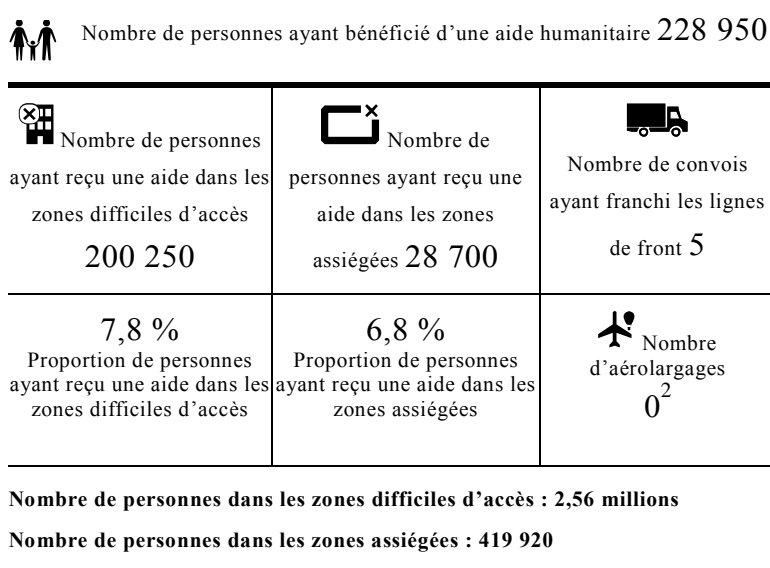 Nombre de personnes ayant bénéficié d’une aide humanitaire 228 950
Nombre de personnes
ayant reçu une aide dans les
zones difficiles d’accès
200 250
Nombre de
personnes ayant reçu une
aide dans les zones
assiégées 28 700
Nombre de convois
ayant franchi les lignes
de front 5
7,8 %
Proportion de personnes
ayant reçu une aide dans les
zones difficiles d’accès
6,8 %
Proportion de personnes
ayant reçu une aide dans les
zones assiégées
Nombre
d’aérolargages
0²
Nombre de personnes dans les zones difficiles d’accès : 2,56 millions
Nombre de personnes dans les zones assiégées : 419 920